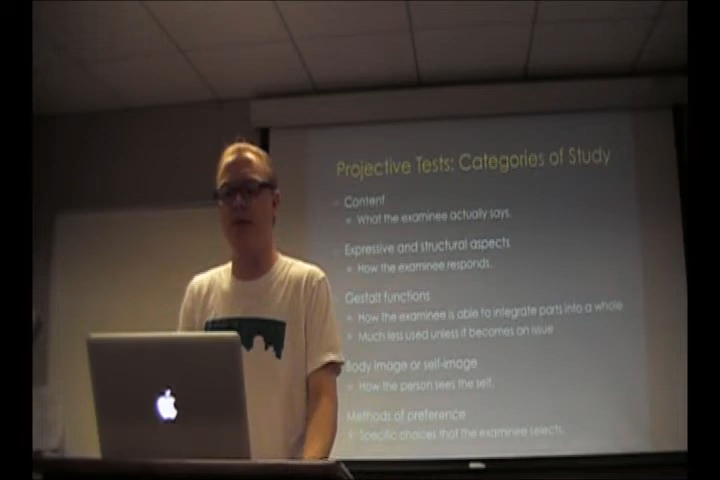 Projective Tests: Categories of Study
Content
What the examinee actually says.
Expressive and structural aspects
How the examinee responds.
Gestalt functions
How the examinee is able to integrate parts into a whole
Much less used unless it becomes an issue
Body image or self-image
How the person sees the self.
Methods of preference
Specific choices that the examinee selects.